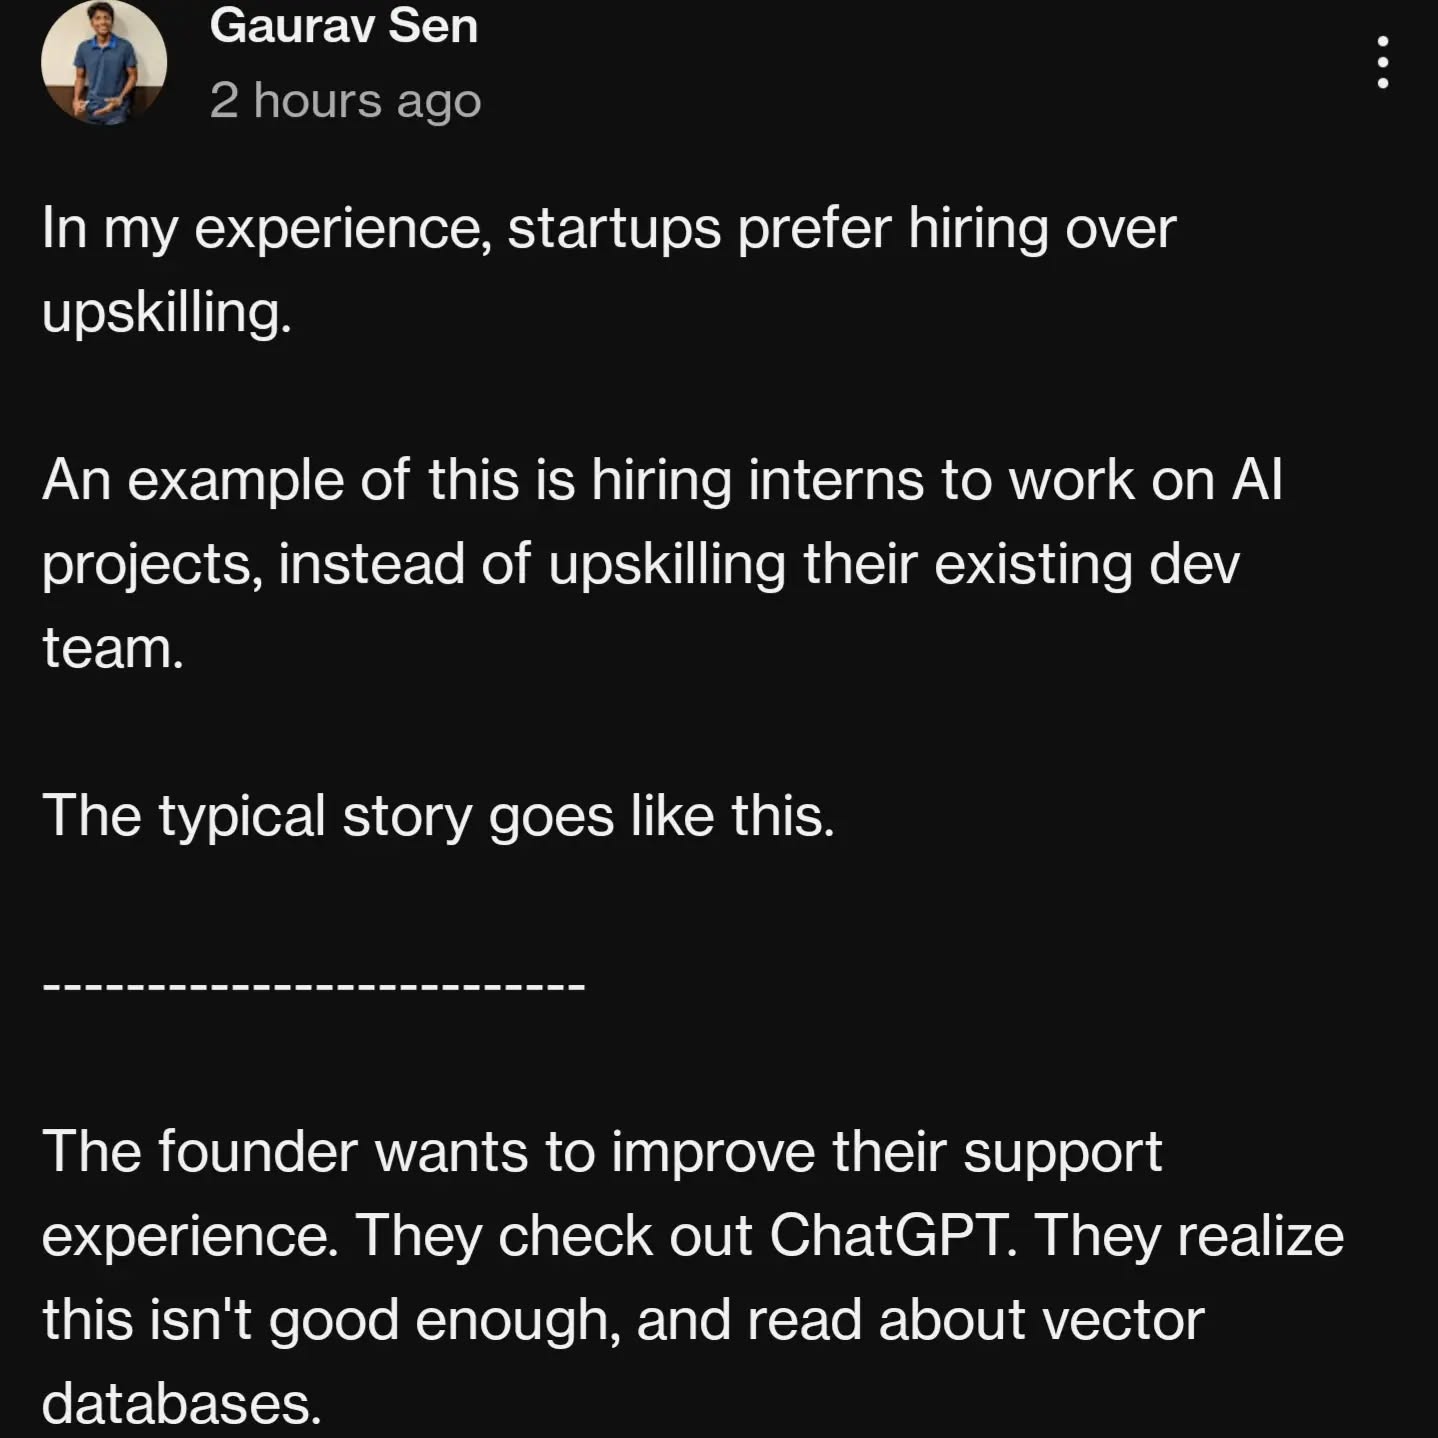 Gaurav Sen
2 hours ago
In my experience, startups prefer hiring over
upskilling.
An example of this is hiring interns to work on AI
projects, instead of upskilling their existing dev
team.
The typical story goes like this.
--------------------------
The founder wants to improve their support
experience. They check out ChatGPT. They realize
this isn't good enough, and read about vector
databases.